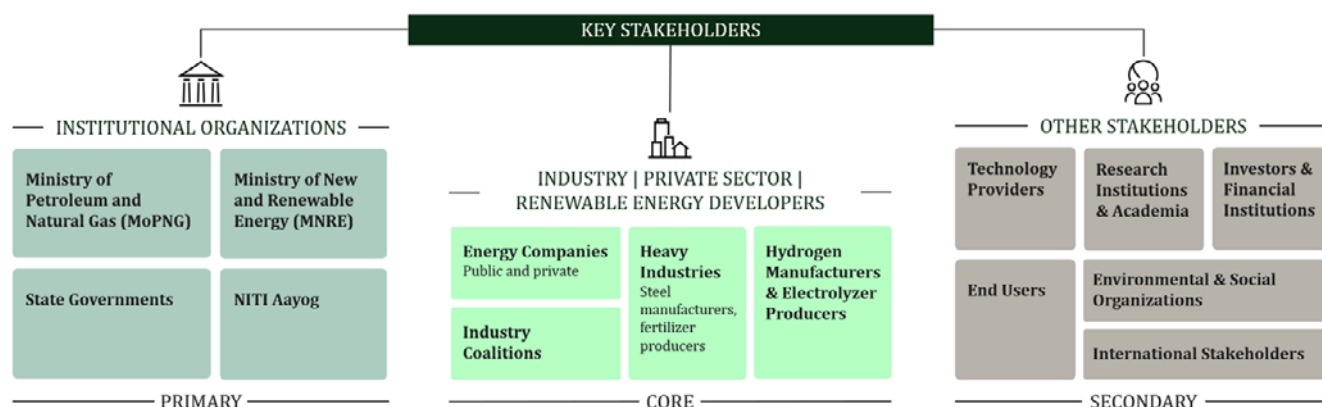 KEY STAKEHOLDERS
INSTITUTIONAL ORGANIZATIONS
Ministry of
Petroleum and
Natural Gas (MoPNG)
Ministry of New
and Renewable
Energy (MNRE)
State Governments
NITI Aayog
PRIMARY
INDUSTRY | PRIVATE SECTOR |
RENEWABLE ENERGY DEVELOPERS
Energy Companies
Public and private
Industry
Coalitions
Heavy
Industries
Steel
manufacturers,
fertilizer
producers
Hydrogen
Manufacturers
& Electrolyzer
Producers
CORE
OTHER STAKEHOLDERS
Technology
Providers
Research
Institutions
& Academia
Investors &
Financial
Institutions
End Users
Environmental & Social
Organizations
International Stakeholders
SECONDARY